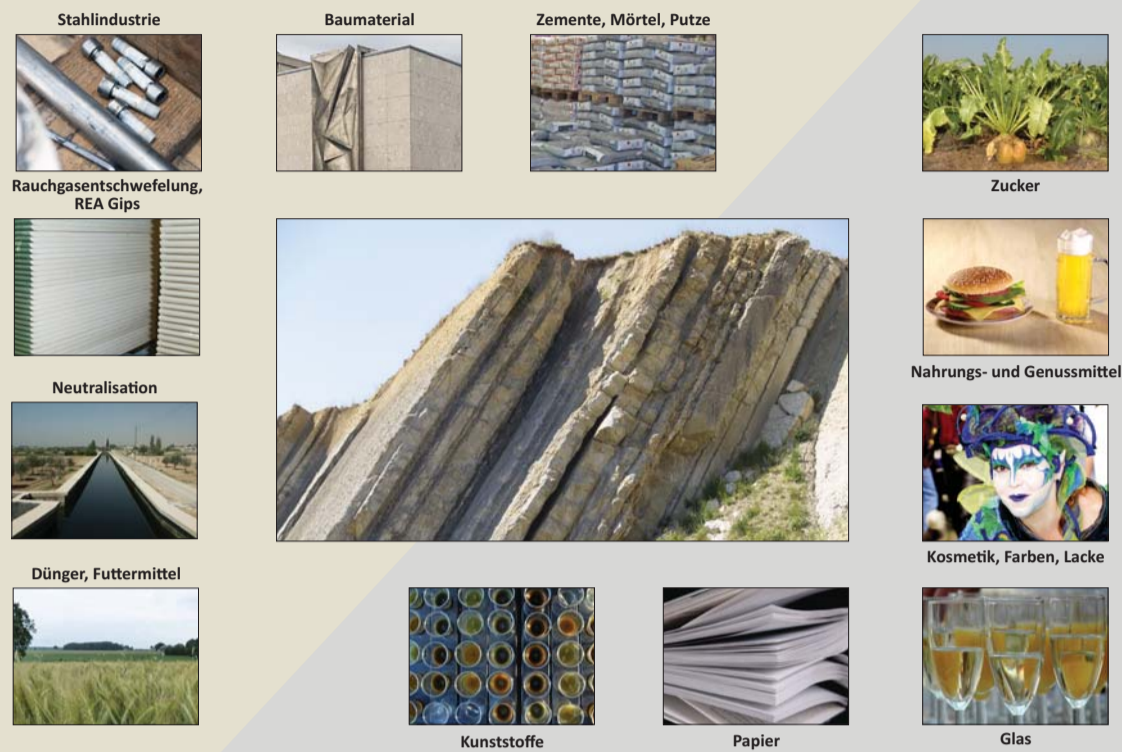 Stahlindustrie
Baumaterial
Zemente, Mörtel, Putze
Rauchgasentschwefelung,
REA Gips
Zucker
Neutralisation
Nahrungs- und Genussmittel
Dünger, Futtermittel
Kosmetik, Farben, Lacke
Kunststoffe
Papier
Glas